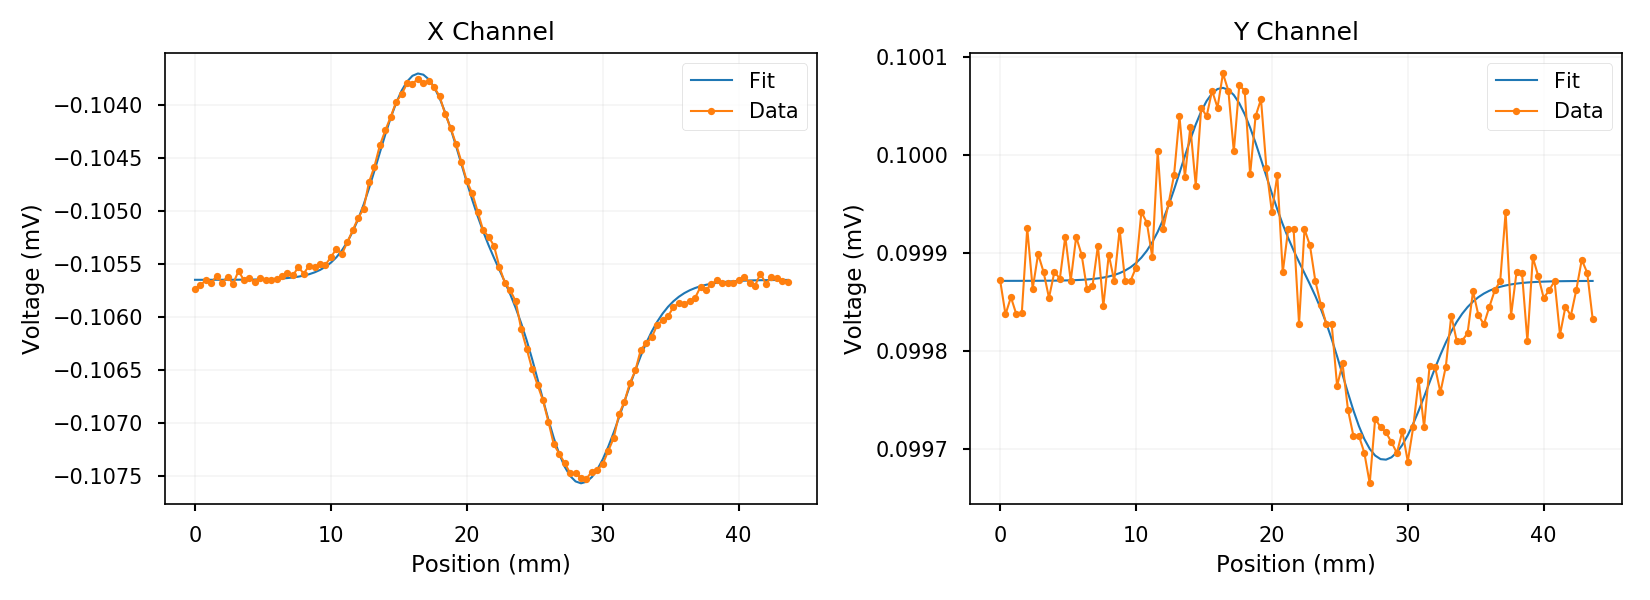 X Channel
Voltage (mV)
−0.1040
−0.1045
−0.1050
−0.1055
−0.1060
−0.1065
−0.1070
−0.1075
0
10
20
30
40
Position (mm)
Fit
Data
Y Channel
Voltage (mV)
0.1001
0.1000
0.0999
0.0998
0.0997
0
10
20
30
40
Position (mm)
Fit
Data